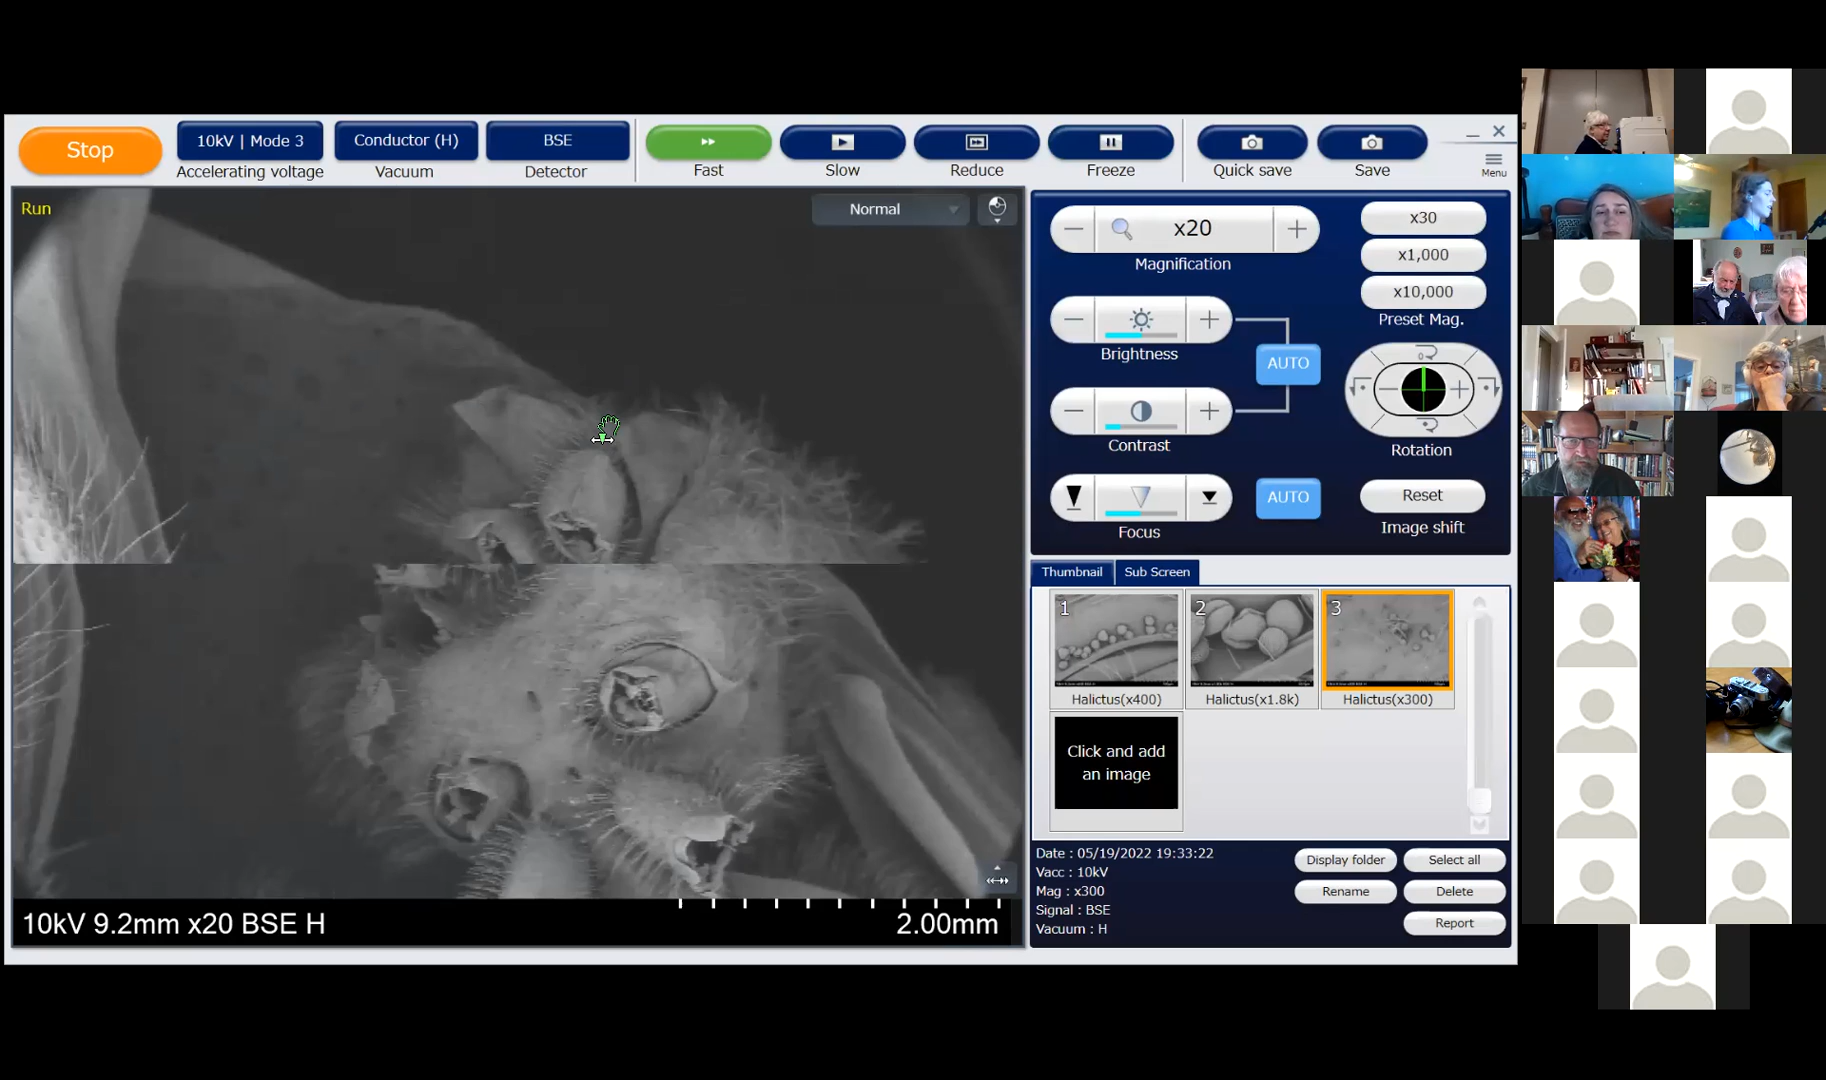 Stop
10kV | Mode 3
Accelerating voltage
Conductor (H)
Vacuum
BSE
Detector
Fast
Slow
Reduce
Freeze
Quick save
Save
Menu
Run
Normal
x20
Magnification
Brightness
AUTO
Contrast
Focus
AUTO
x30
x1,000
x10,000
Preset Mag.
Rotation
Reset
Image shift
Thumbnail
Sub Screen
1
2
3
Halictus(x400)
Halictus(x1.8k)
Halictus(x300)
Click and add
an image
Date : 05/19/2022 19:33:22
Vacc : 10kV
Mag : x300
Signal : BSE
Vacuum : H
Display folder
Select all
Rename
Delete
Report
10kV 9.2mm x20 BSE H
2.00mm